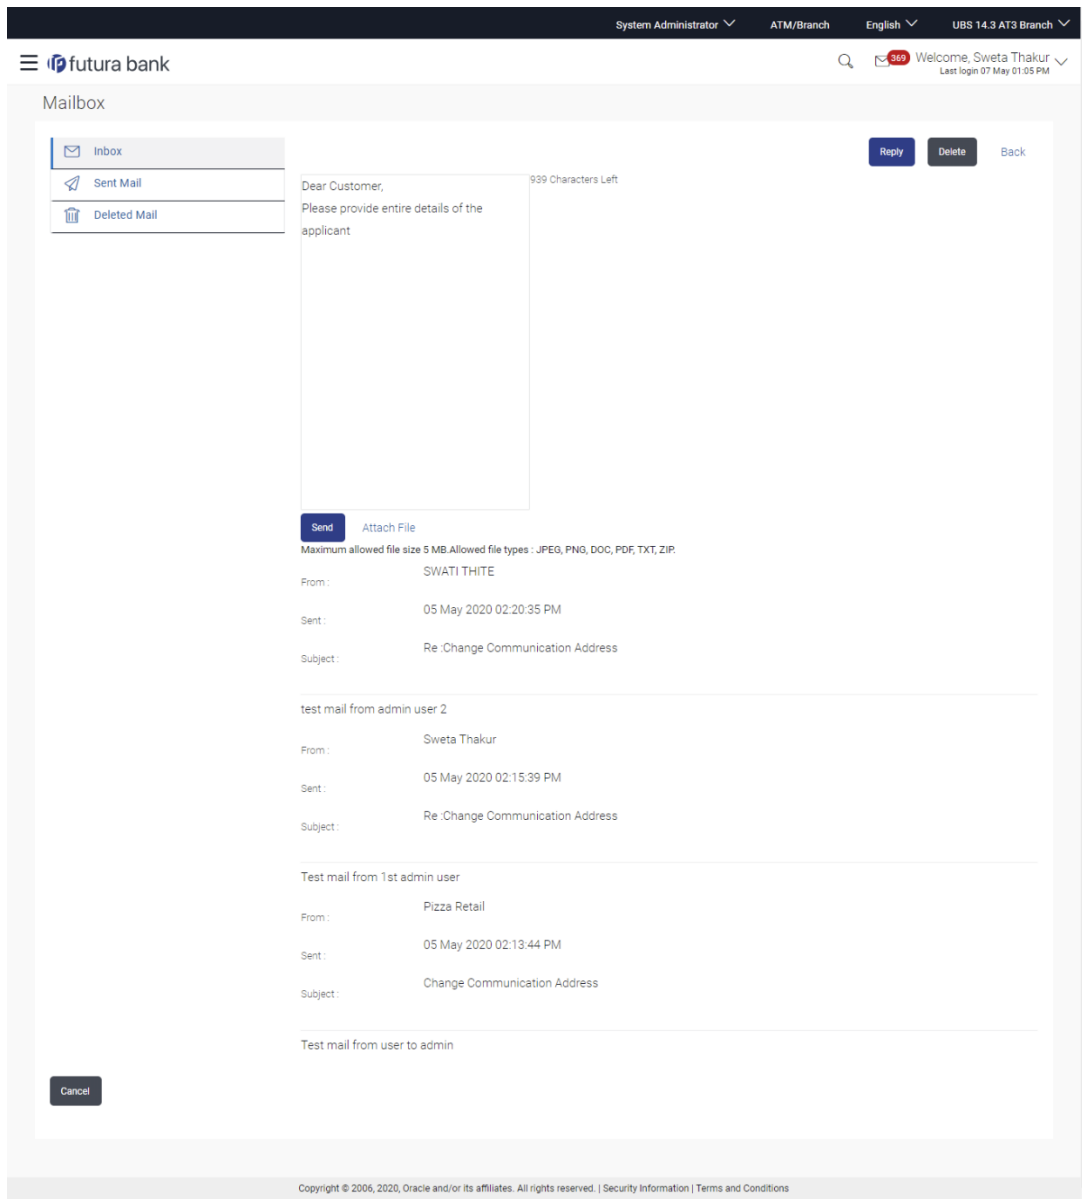 System Administrator ATM/Branch English UBS 14.3 AT3 Branch
futura bank 369 Welcome, Sweta Thakur
Last login 07 May 01:05 PM
Mailbox
Inbox Reply Delete Back
Sent Mail
Deleted Mail
939 Characters Left
Dear Customer,
Please provide entire details of the
applicant
Send Attach File
Maximum allowed file size 5 MB.Allowed file types : JPEG, PNG, DOC, PDF, TXT, ZIP.
From : SWATI THITE
Sent : 05 May 2020 02:20:35 PM
Subject : Re :Change Communication Address
test mail from admin user 2
From : Sweta Thakur
Sent : 05 May 2020 02:15:39 PM
Subject : Re :Change Communication Address
Test mail from 1st admin user
From : Pizza Retail
Sent : 05 May 2020 02:13:44 PM
Subject : Change Communication Address
Test mail from user to admin
Cancel
Copyright © 2006, 2020, Oracle and/or its affiliates. All rights reserved. | Security Information | Terms and Conditions